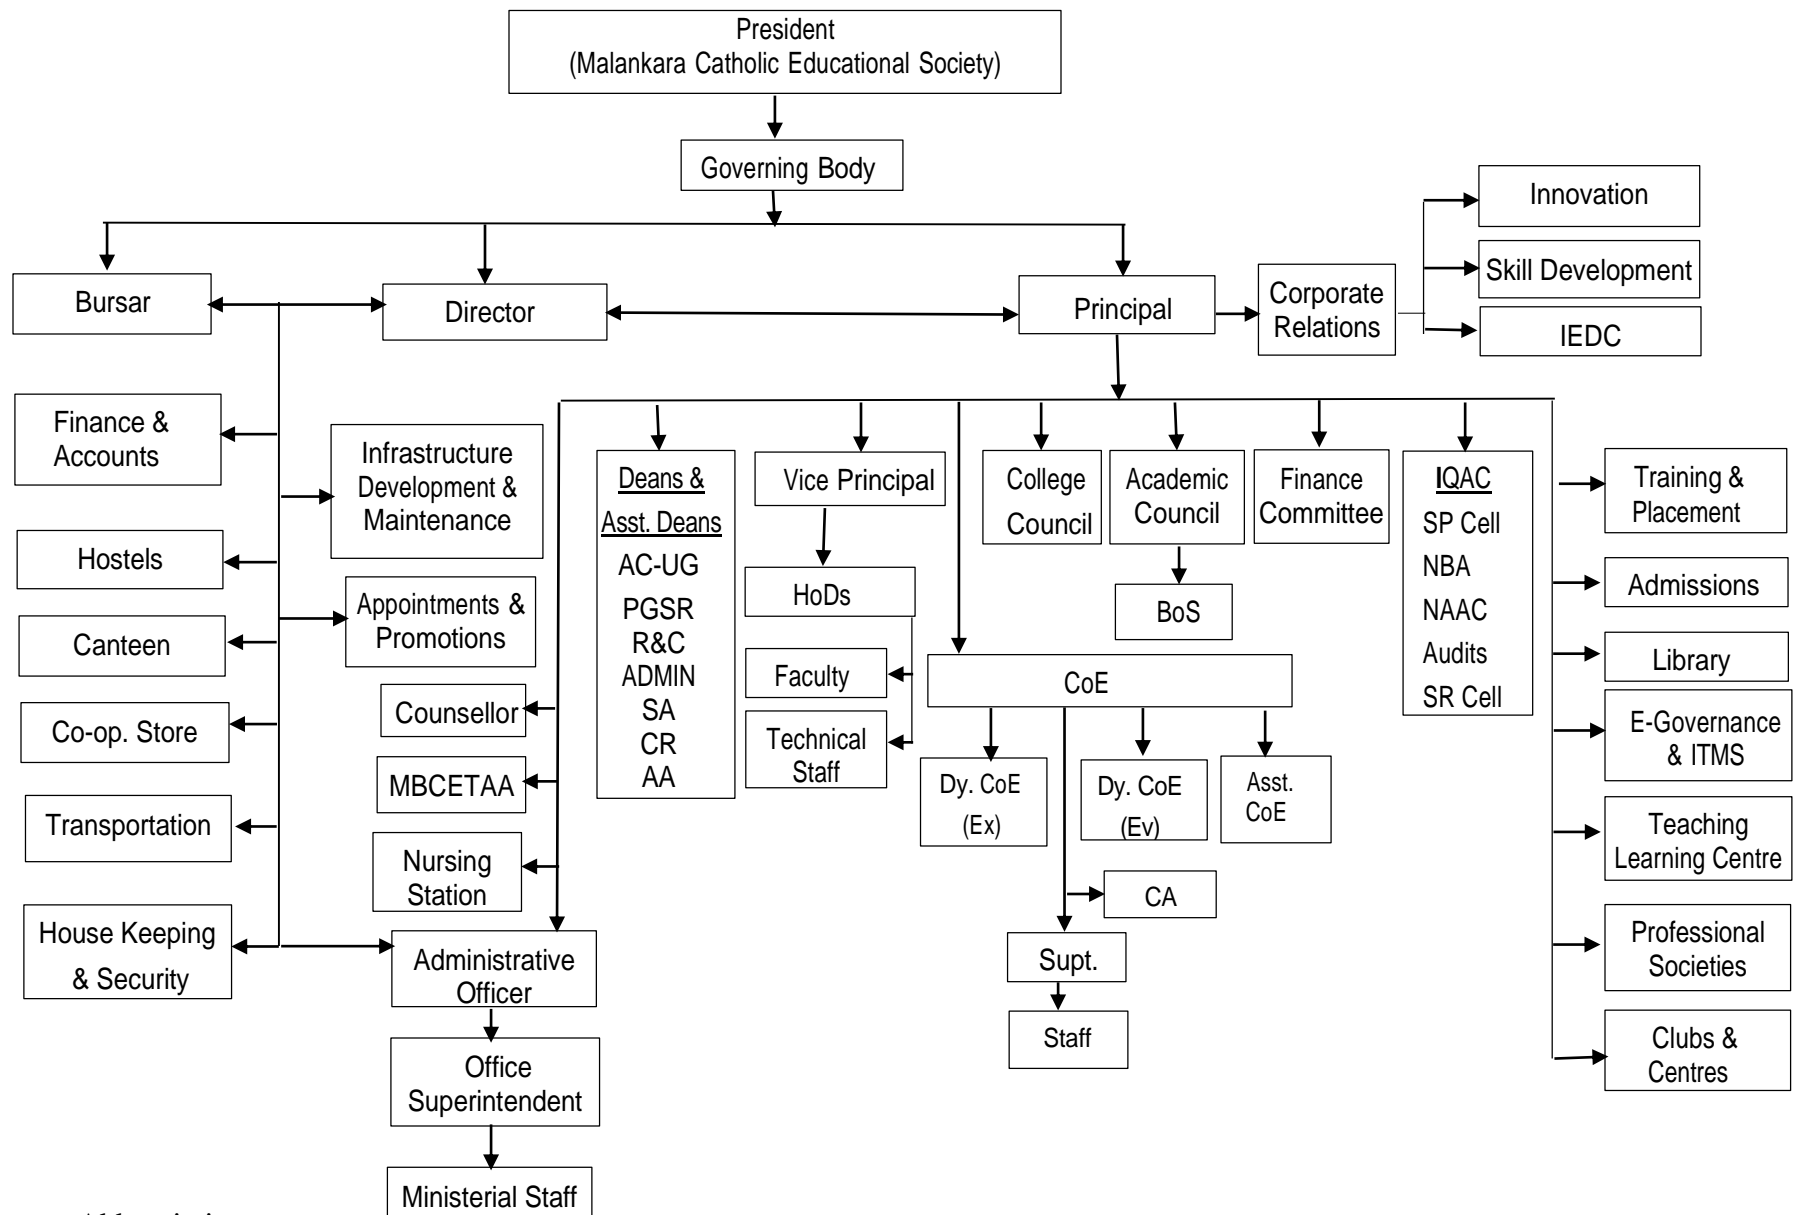 President
(Malankara Catholic Educational Society)
Governing Body
Innovation
Skill Development
IEDC
Bursar
Director
Principal
Corporate
Relations
Finance &
Accounts
Hostels
Canteen
Co-op. Store
Transportation
House Keeping
& Security
Infrastructure
Development &
Maintenance
Appointments &
Promotions
Counsellor
MBCETAA
Nursing
Station
Administrative
Officer
Office
Superintendent
Ministerial Staff
Deans &
Asst. Deans
AC-UG
PGSR
R&C
ADMIN
SA
CR
AA
Vice Principal
HoDs
Faculty
Technical
Staff
College
Council
Academic
Council
BoS
Finance
Committee
CoE
Dy. CoE
(Ex)
Dy. CoE
(Ev)
Asst.
CoE
CA
Supt.
Staff
IQAC
SP Cell
NBA
NAAC
Audits
SR Cell
Training &
Placement
Admissions
Library
E-Governance
& ITMS
Teaching
Learning Centre
Professional
Societies
Clubs &
Centres